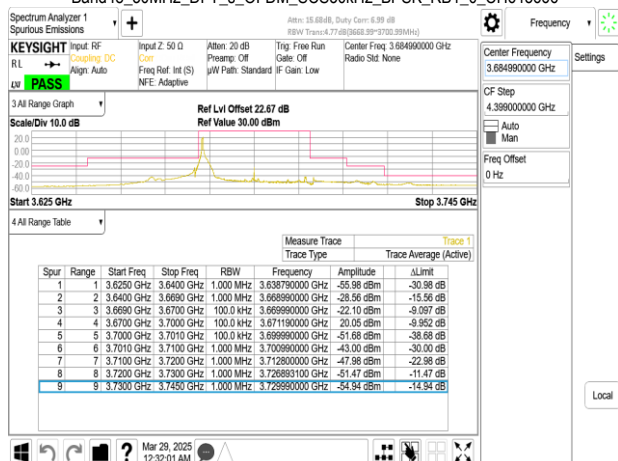 Spectrum Analyzer 1
Spurious Emissions
Attn: 15.68dB, Duty Corr: 6.99 dB
RBW Trans:4.77dB(3668.99~3700.99MHz)
Frequency
KEYSIGHT Input: RF
RL
Coupling: DC
Align: Auto
Input Z: 50 Ω
Corr
Freq Ref: Int (S)
NFE: Adaptive
Atten: 20 dB
Preamp: Off
µW Path: Standard
Trig: Free Run
Gate: Off
IF Gain: Low
Center Freq: 3.684990000 GHz
Radio Std: None
LXI PASS
Center Frequency
3.684990000 GHz
Settings
CF Step
4.399000000 GHz
Auto
Man
Freq Offset
0 Hz
3 All Range Graph
Scale/Div 10.0 dB
Ref Lvl Offset 22.67 dB
Ref Value 30.00 dBm
20.0
0.00
-20.0
-40.0
-60.0
Start 3.625 GHz
Stop 3.745 GHz
4 All Range Table
Measure Trace Trace 1
Trace Type Trace Average (Active)
Spur Range Start Freq Stop Freq RBW Frequency Amplitude ΔLimit
1 1 3.6250 GHz 3.6400 GHz 1.000 MHz 3.638790000 GHz -55.98 dBm -30.98 dB
2 2 3.6400 GHz 3.6690 GHz 1.000 MHz 3.668990000 GHz -28.56 dBm -15.56 dB
3 3 3.6690 GHz 3.6700 GHz 100.0 kHz 3.669990000 GHz -22.10 dBm -9.097 dB
4 4 3.6700 GHz 3.7000 GHz 100.0 kHz 3.671190000 GHz 20.05 dBm -9.952 dB
5 5 3.7000 GHz 3.7010 GHz 100.0 kHz 3.699990000 GHz -51.68 dBm -38.68 dB
6 6 3.7010 GHz 3.7100 GHz 1.000 MHz 3.700990000 GHz -43.00 dBm -30.00 dB
7 7 3.7100 GHz 3.7200 GHz 1.000 MHz 3.712800000 GHz -47.98 dBm -22.98 dB
8 8 3.7200 GHz 3.7300 GHz 1.000 MHz 3.726893100 GHz -51.47 dBm -11.47 dB
9 9 3.7300 GHz 3.7450 GHz 1.000 MHz 3.729990000 GHz -54.94 dBm -14.94 dB
Local
Mar 29, 2025
12:32:01 AM